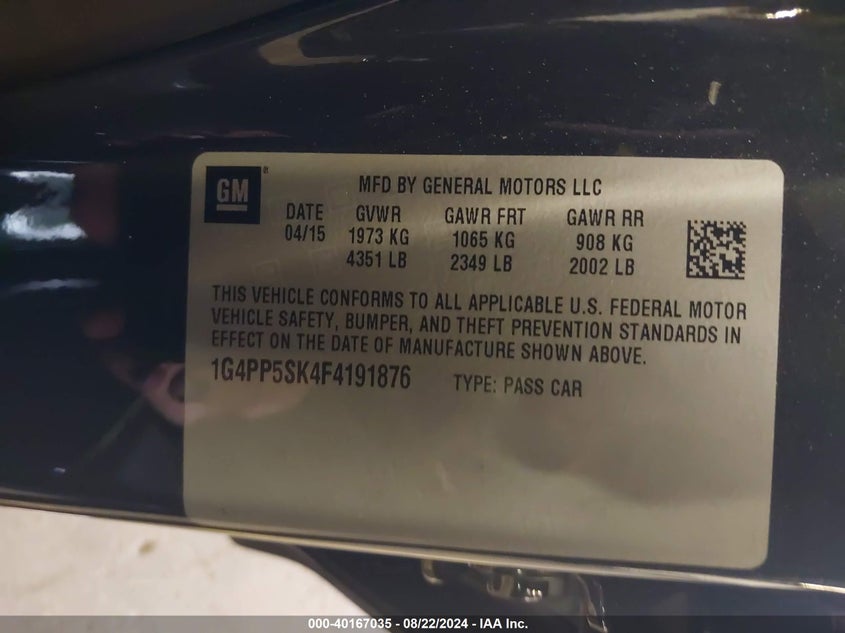 GM ®
MFD BY GENERAL MOTORS LLC
DATE GVWR GAWR FRT GAWR RR
04/15 1973 KG 1065 KG 908 KG
4351 LB 2349 LB 2002 LB
THIS VEHICLE CONFORMS TO ALL APPLICABLE U.S. FEDERAL MOTOR
VEHICLE SAFETY, BUMPER, AND THEFT PREVENTION STANDARDS IN
EFFECT ON THE DATE OF MANUFACTURE SHOWN ABOVE.
1G4PP5SK4F4191876 TYPE: PASS CAR
000-40167035 - 08/22/2024 - IAA Inc.